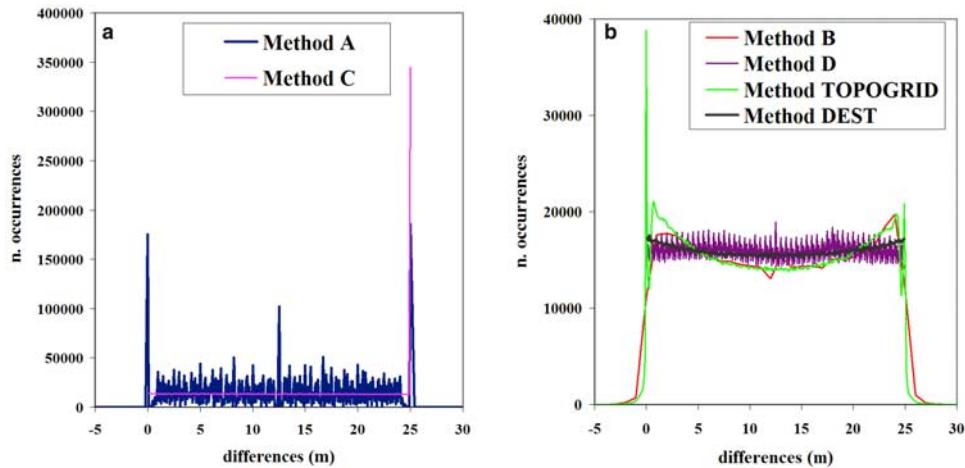 a
Method A
Method C
n. occurrences
400000
350000
300000
250000
200000
150000
100000
50000
0
-5 0 5 10 15 20 25 30
differences (m)
b
Method B
Method D
Method TOPOGRID
Method DEST
n. occurrences
40000
30000
20000
10000
0
-5 0 5 10 15 20 25 30
differences (m)